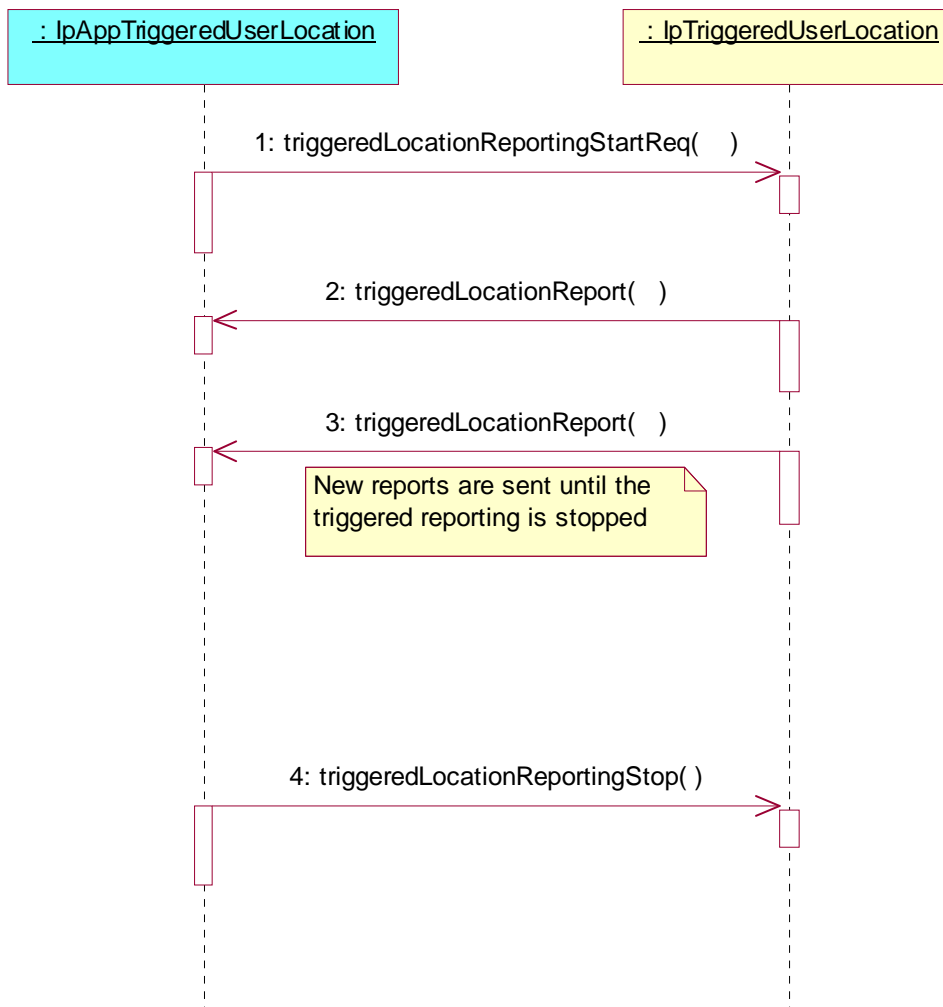 : IpAppTriggeredUserLocation
: IpTriggeredUserLocation
1: triggeredLocationReportingStartReq( )
2: triggeredLocationReport( )
3: triggeredLocationReport( )
New reports are sent until the
triggered reporting is stopped
4: triggeredLocationReportingStop( )